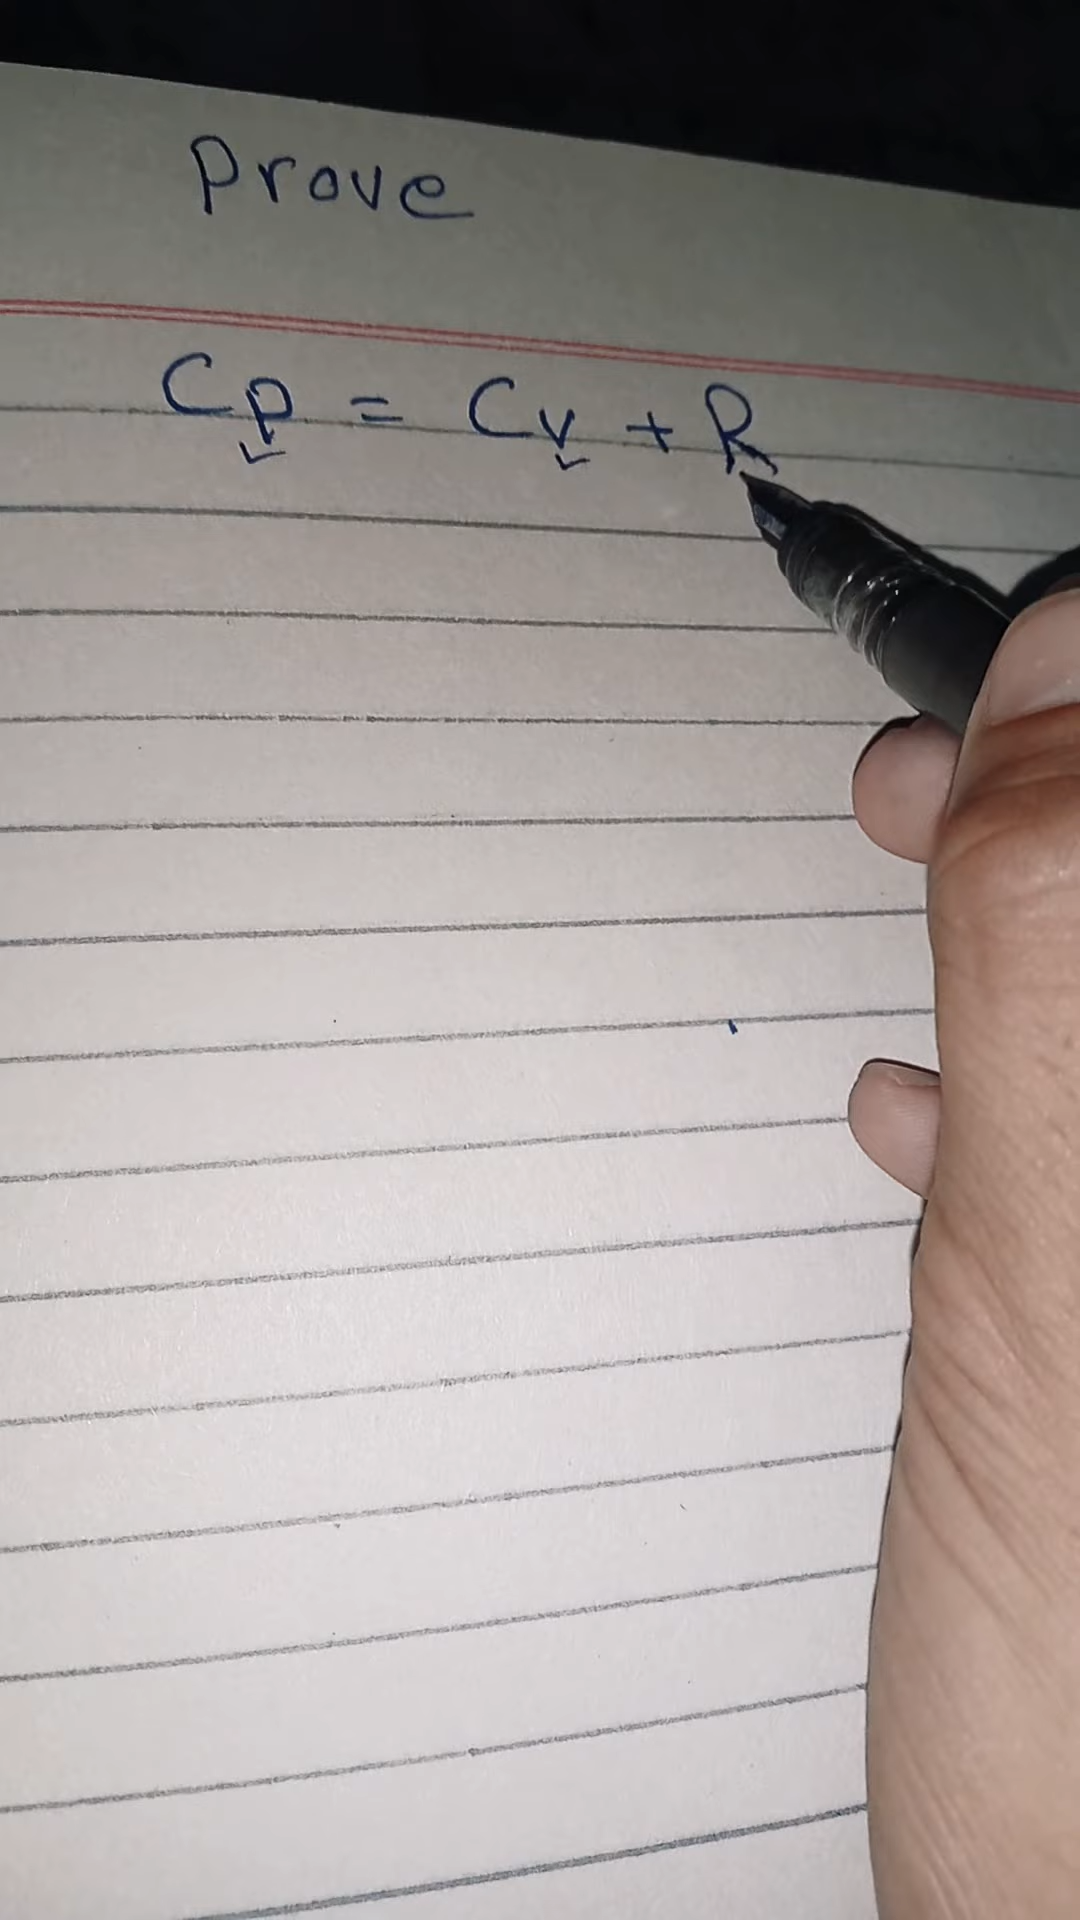 Prove
Cp = Cv + R